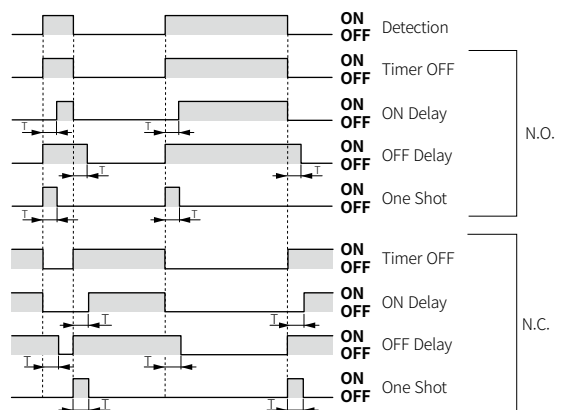 ON
OFF Detection
ON
OFF Timer OFF
ON
T T OFF ON Delay
N.O.
ON
OFF OFF Delay
T T
ON
OFF One Shot
T T
ON
OFF Timer OFF
ON
OFF ON Delay
T T
N.C.
ON
OFF OFF Delay
T T
ON
OFF One Shot
T T